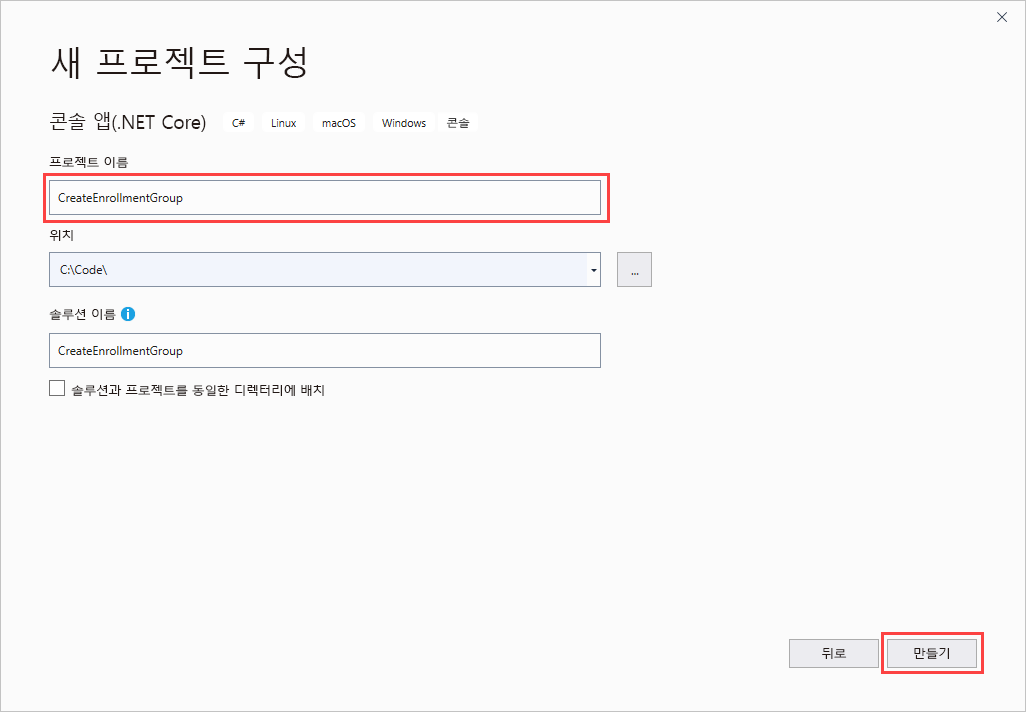 새 프로젝트 구성
콘솔 앱(.NET Core) C# Linux macOS Windows 콘솔
프로젝트 이름
CreateEnrollmentGroup
위치
C:\Code\
...
솔루션 이름
CreateEnrollmentGroup
솔루션과 프로젝트를 동일한 디렉터리에 배치
뒤로 만들기